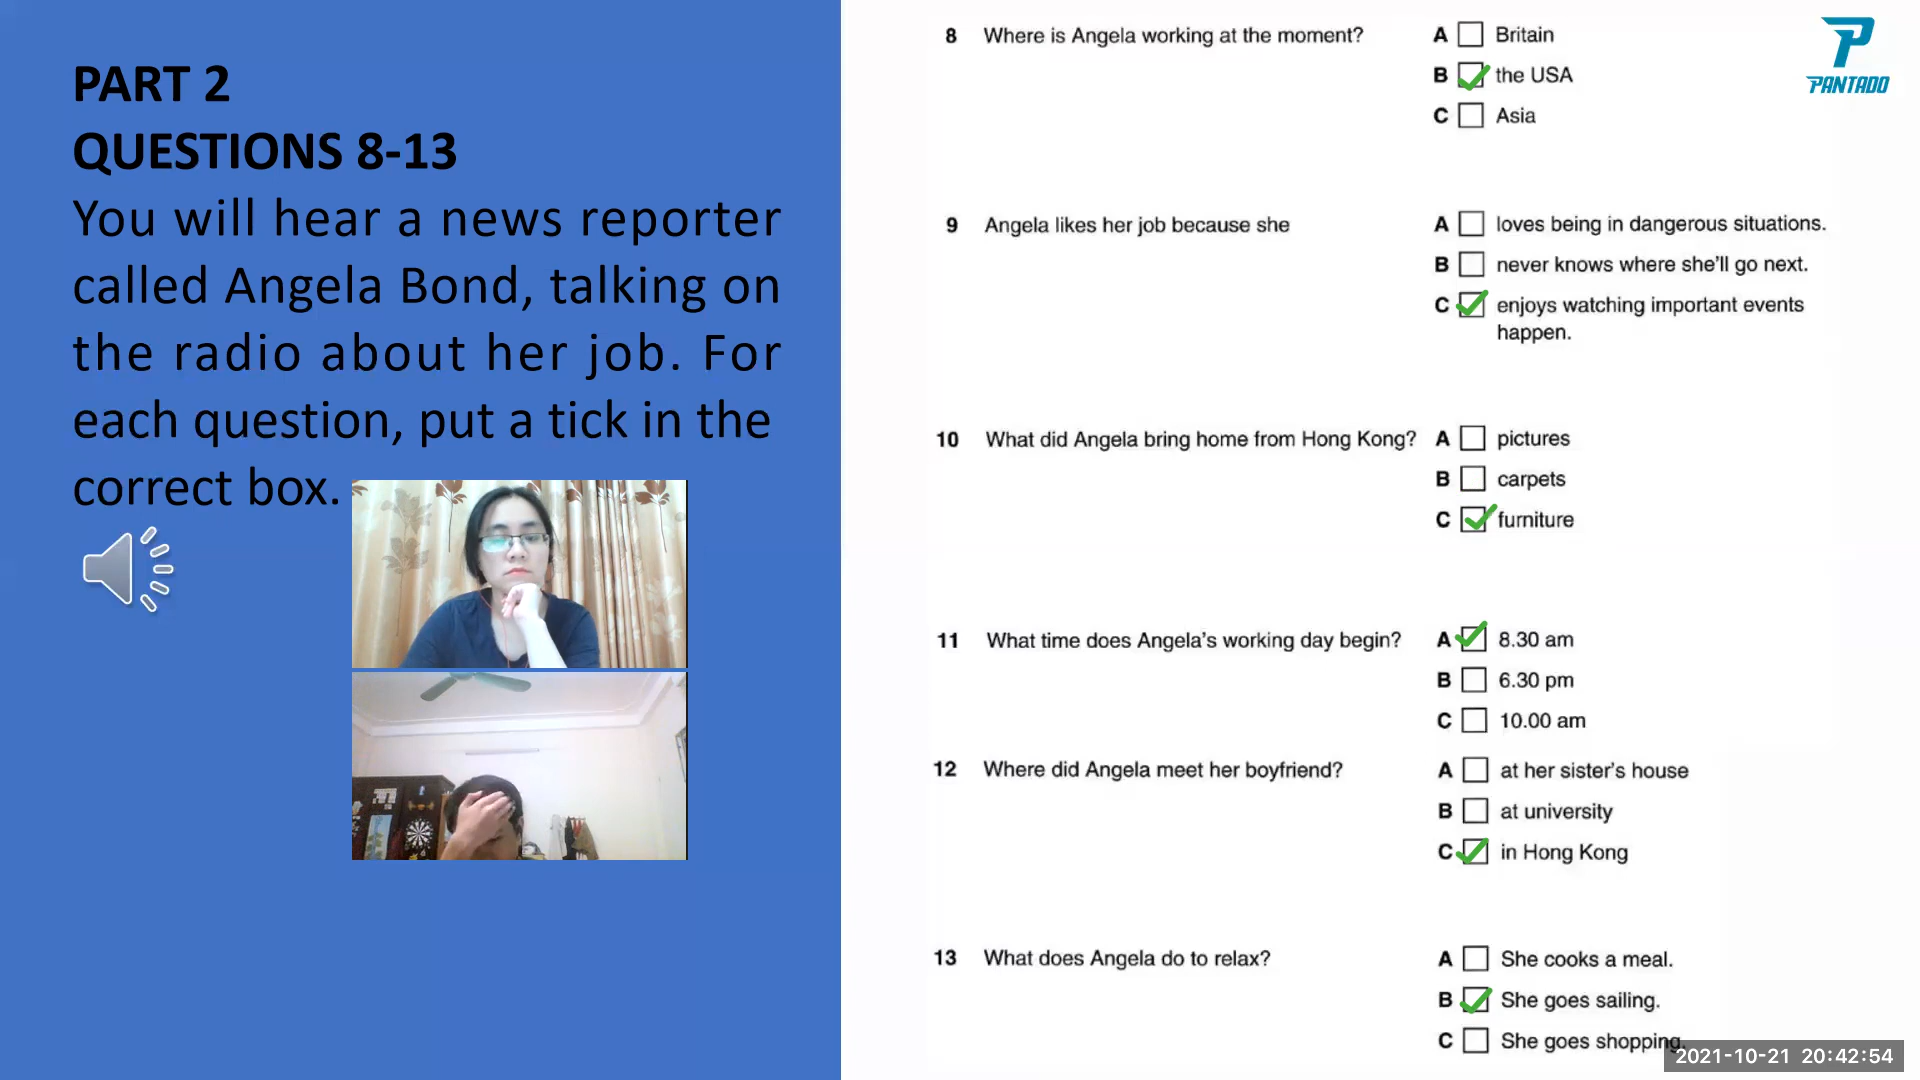 PART 2
QUESTIONS 8-13
You will hear a news reporter
called Angela Bond, talking on
the radio about her job. For
each question, put a tick in the
correct box.
8 Where is Angela working at the moment? A Britain
B the USA
C Asia
9 Angela likes her job because she A loves being in dangerous situations.
B never knows where she'll go next.
C enjoys watching important events
happen.
10 What did Angela bring home from Hong Kong? A pictures
B carpets
C furniture
11 What time does Angela's working day begin? A 8.30 am
B 6.30 pm
C 10.00 am
12 Where did Angela meet her boyfriend? A at her sister's house
B at university
C in Hong Kong
13 What does Angela do to relax? A She cooks a meal.
B She goes sailing.
C She goes shopping.
PANTADO
2021-10-21 20:42:54